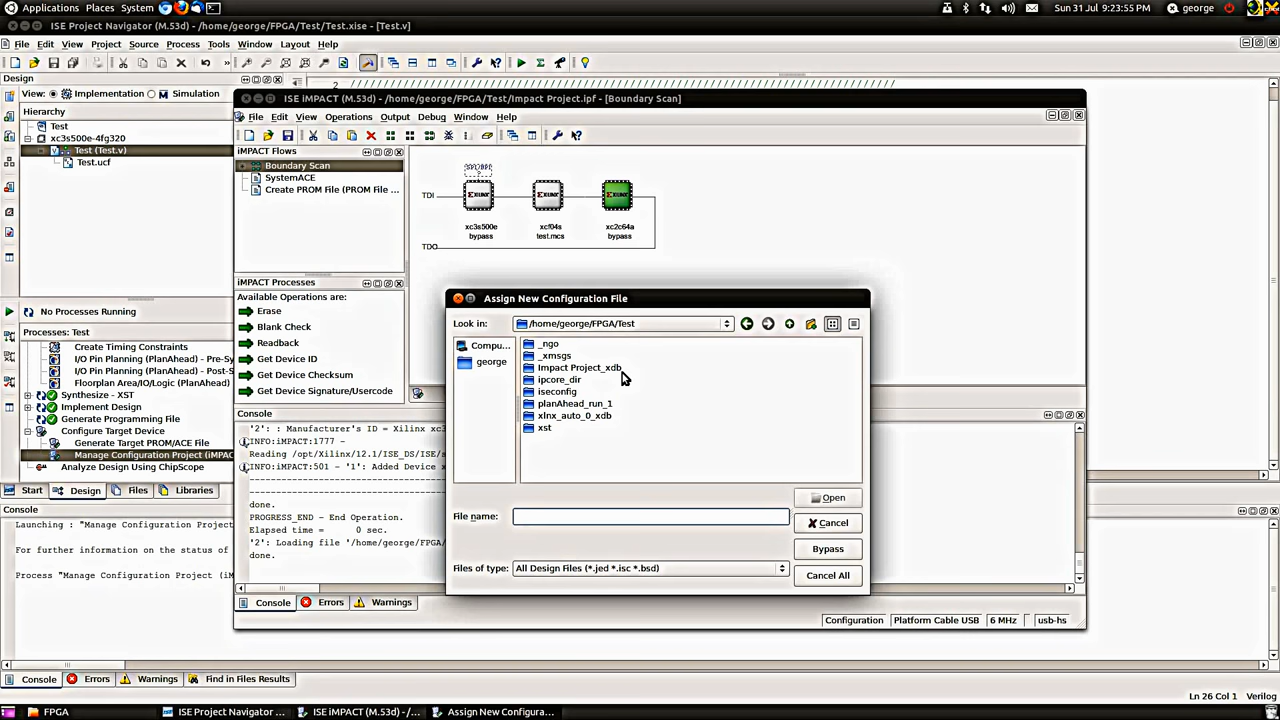 Applications Places System
Sun 31 Jul 9:23:55 PM george
ISE Project Navigator (M.53d) - /home/george/FPGA/Test/Test.xise - [Test.v]
File Edit View Project Source Process Tools Window Layout Help
Design
View: Implementation Simulation
Hierarchy
Test
xc3s500e-4fg320
Test (Test.v)
Test.ucf
2 ////////////////////////////////////////////////////////////////////////////////
No Processes Running
Processes: Test
Create Timing Constraints
I/O Pin Planning (PlanAhead) - Pre-Sy
I/O Pin Planning (PlanAhead) - Post-S
Floorplan Area/IO/Logic (PlanAhead)
Synthesize - XST
Implement Design
Generate Programming File
Configure Target Device
Generate Target PROM/ACE File
Manage Configuration Project (iMPAC
Analyze Design Using ChipScope
Start Design Files Libraries
Console
Launching : "Manage Configuration Project
For further information on the status of
Process "Manage Configuration Project (iM
Console Errors Warnings Find in Files Results
Ln 26 Col 1 Verilog
ISE iMPACT (M.53d) - /home/george/FPGA/Test/Impact Project.ipf - [Boundary Scan]
File Edit View Operations Output Debug Window Help
iMPACT Flows
Boundary Scan
SystemACE
Create PROM File (PROM File ...
iMPACT Processes
Available Operations are:
Erase
Blank Check
Readback
Get Device ID
Get Device Checksum
Get Device Signature/Usercode
TDI
XILINX XILINX XILINX
xc3s500e xcf04s xc2c64a
bypass test.mcs bypass
TDO
Console
'2': : Manufacturer's ID = Xilinx xc
INFO:iMPACT:1777 -
Reading /opt/Xilinx/12.1/ISE_DS/ISE/
INFO:iMPACT:501 - '1': Added Device x
done.
PROGRESS_END - End Operation.
Elapsed time = 0 sec.
'2': Loading file '/home/george/FPGA/
done.
Console Errors Warnings
Configuration Platform Cable USB 6 MHz usb-hs
Assign New Configuration File
Look in: /home/george/FPGA/Test
Compu...
george
_ngo
_xmsgs
Impact Project_xdb
ipcore_dir
iseconfig
planAhead_run_1
xlnx_auto_0_xdb
xst
Open
File name:
Cancel
Bypass
Files of type: All Design Files (*.jed *.isc *.bsd)
Cancel All
FPGA ISE Project Navigator ... ISE iMPACT (M.53d) - /... Assign New Configura...